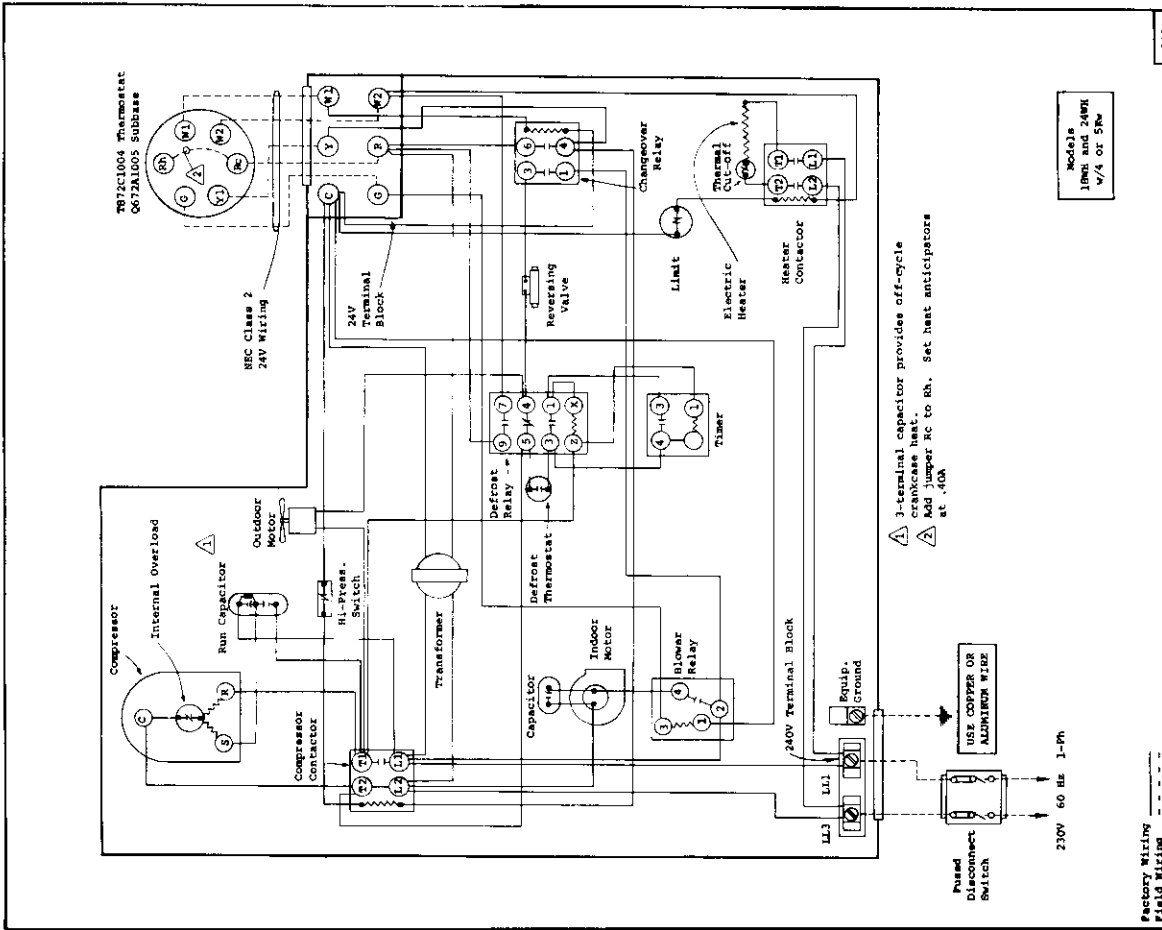 T872C1004 Thermostat
Q672A1005 Subbase
Rh
W1
W2
Rc
Y1
G
2
NEC Class 2
24V Wiring
W1
W2
Y
R
C
G
24V
Terminal
Block
6
4
3
1
Changeover
Relay
Reversing
Valve
Limit
Thermal
Cut-off
Electric
Heater
T1
L1
T2
L2
Heater
Contactor
Compressor
Internal Overload
C
S
R
Run Capacitor
1
Outdoor
Motor
Hi-Press.
Switch
Transformer
Defrost
Relay
7
4
1
X
9
5
3
Z
Defrost
Thermostat
3
1
4
Timer
Compressor
Contactor
T1
L1
T2
L2
Capacitor
Indoor
Motor
Blower
Relay
4
2
3
1
240V Terminal Block
LL1
LL3
Equip.
Ground
USE COPPER OR
ALUMINUM WIRE
Fused
Disconnect
Switch
230V 60 Hz 1-Ph
1 3-terminal capacitor provides off-cycle
crankcase heat.
2 Add jumper Rc to Rh. Set heat anticipators
at .40A
Models
18WH and 24WH
w/4 or 5Kw
Factory Wiring
Field Wiring